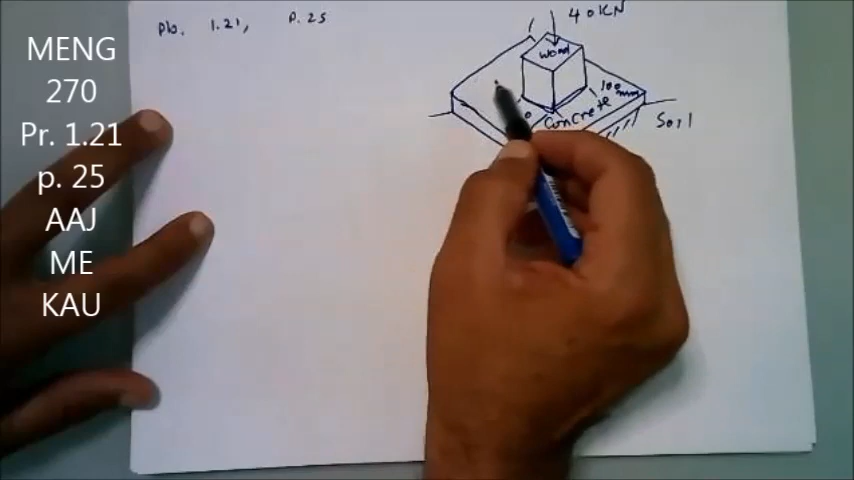 MENG
270
Pr. 1.21
p. 25
AAJ
ME
KAU
Pb. 1.21, P. 25
40 KN
wood
100
mm
Concrete
Soil